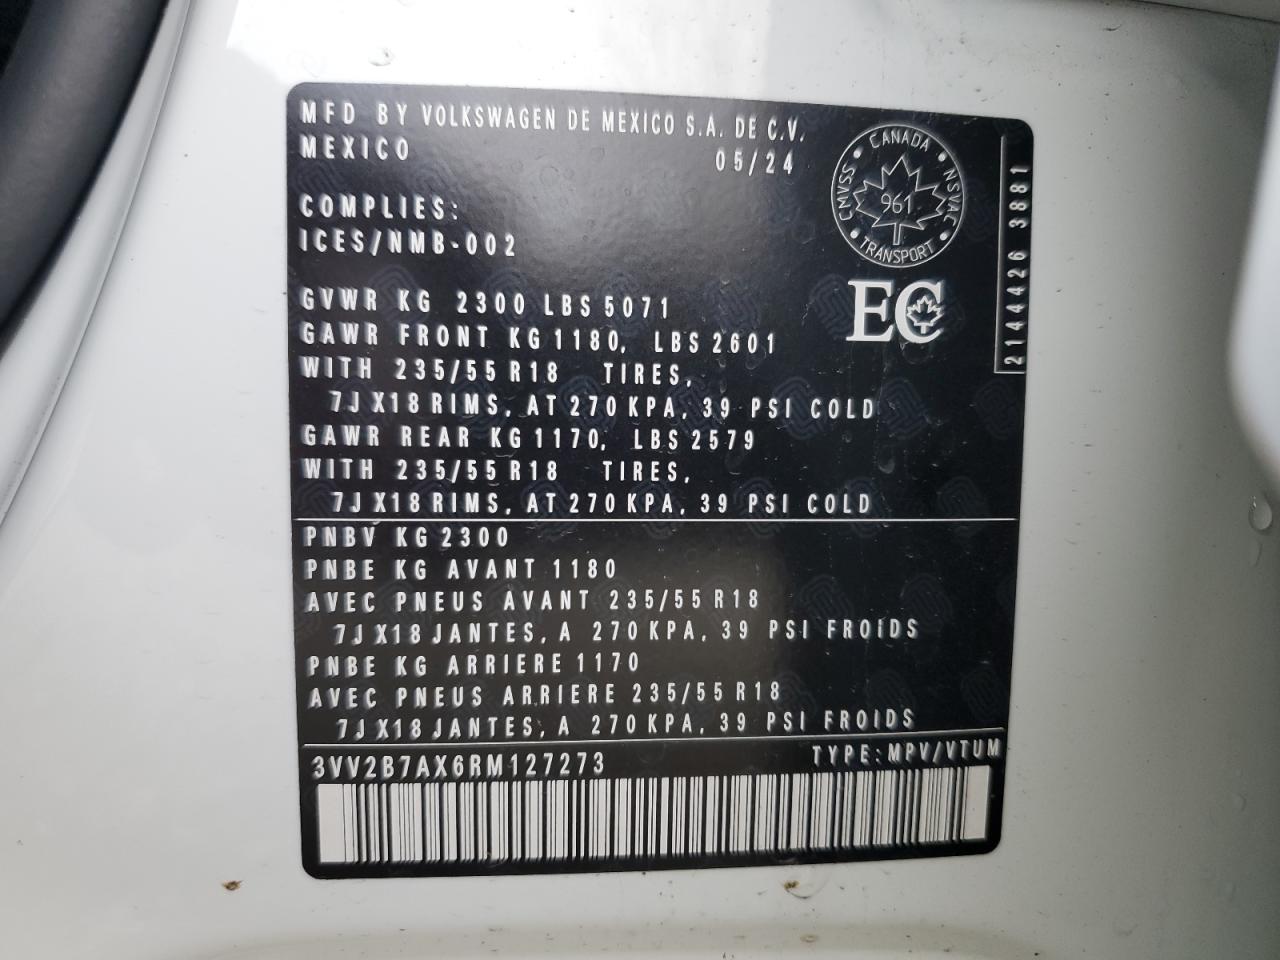 MFD BY VOLKSWAGEN DE MEXICO S.A. DE C.V.
MEXICO 05/24
CANADA
CMVSS
NSVAC
961
TRANSPORT
COMPLIES:
ICES/NMB-002
EC
2144426 3881
GVWR KG 2300 LBS 5071
GAWR FRONT KG 1180, LBS 2601
WITH 235/55 R18 TIRES,
7J X18 RIMS, AT 270 KPA, 39 PSI COLD
GAWR REAR KG 1170, LBS 2579
WITH 235/55 R18 TIRES,
7J X18 RIMS, AT 270 KPA, 39 PSI COLD
PNBV KG 2300
PNBE KG AVANT 1180
AVEC PNEUS AVANT 235/55 R18
7J X18 JANTES, A 270 KPA, 39 PSI FROIDS
PNBE KG ARRIERE 1170
AVEC PNEUS ARRIERE 235/55 R18
7J X18 JANTES, A 270 KPA, 39 PSI FROIDS
3VV2B7AX6RM127273 TYPE: MPV/VTUM